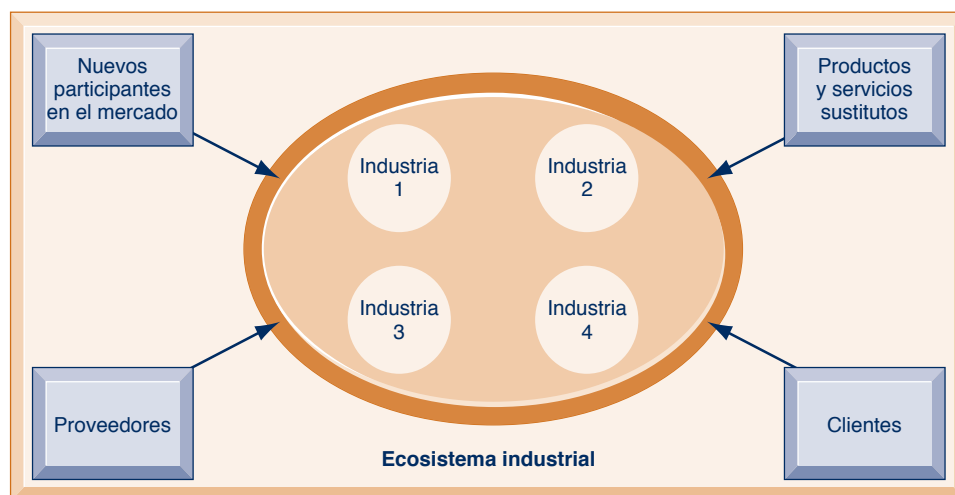 Nuevos
participantes
en el mercado
Productos
y servicios
sustitutos
Industria
1
Industria
2
Industria
3
Industria
4
Proveedores
Clientes
Ecosistema industrial